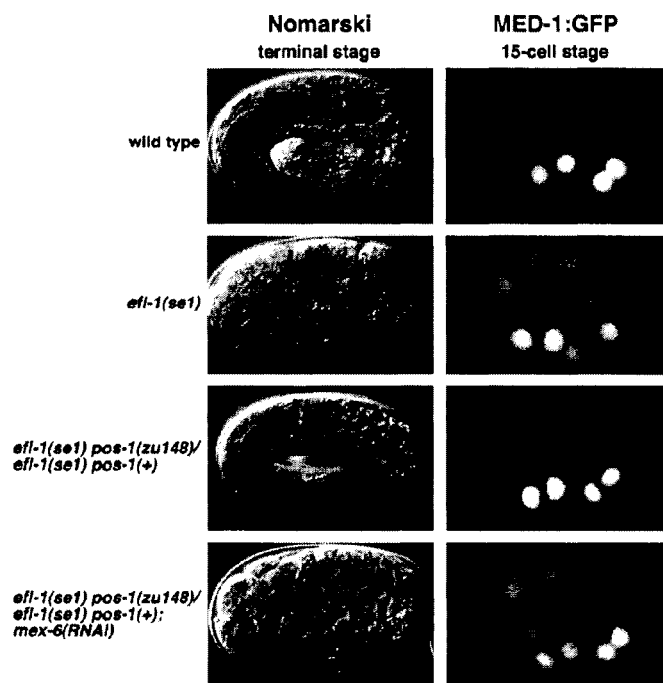 Nomarski MED-1:GFP
terminal stage 15-cell stage
wild type
efl-1(se1)
efl-1(se1) pos-1(zu148)/
efl-1(se1) pos-1(+)
efl-1(se1) pos-1(zu148)/
efl-1(se1) pos-1(+);
mex-6(RNAi)